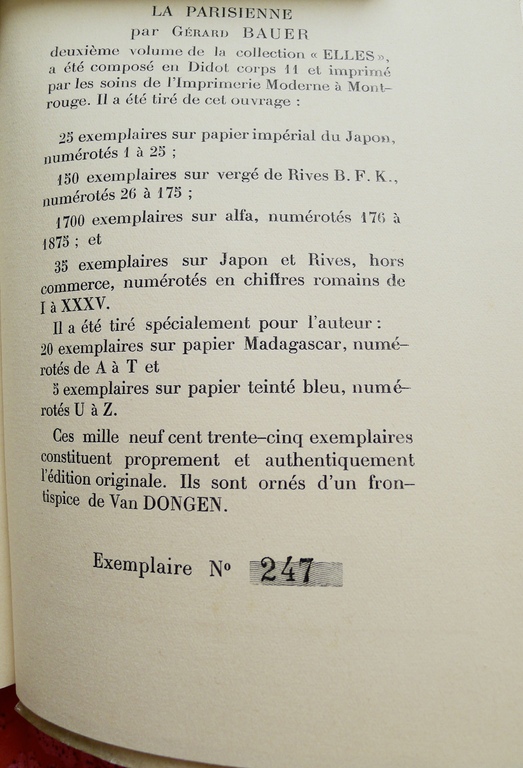 LA PARISIENNE
par GÉRARD BAUER
deuxième volume de la collection « ELLES»,
a été composé en Didot corps 11 et imprimé
par les soins de l'Imprimerie Moderne à Mont-
rouge. Il a été tiré de cet ouvrage :
25 exemplaires sur papier impérial du Japon,
numérotés 1 à 25 ;
150 exemplaires sur vergé de Rives B. F. K.,
numérotés 26 à 175 ;
1700 exemplaires sur alfa, numérotés 176 à
1875 ; et
35 exemplaires sur Japon et Rives, hors
commerce, numérotés en chiffres romains de
I à XXXV.
Il a été tiré spécialement pour l'auteur :
20 exemplaires sur papier Madagascar, numé-
rotés de A à T et
5 exemplaires sur papier teinté bleu, numé-
rotés U à Z.
Ces mille neuf cent trente-cinq exemplaires
constituent proprement et authentiquement
l'édition originale. Ils sont ornés d'un fron-
tispice de Van DONGEN.
Exemplaire Nº 247